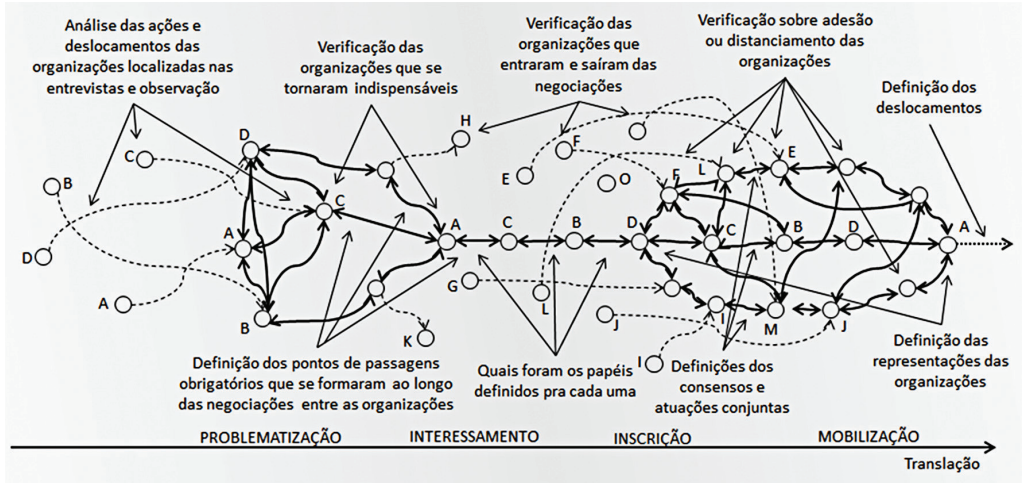 Análise das ações e
deslocamentos das
organizações localizadas nas
entrevistas e observação
Verificação das
organizações que se
tornaram indispensáveis
Verificação das
organizações que
entraram e saíram das
negociações
Verificação sobre adesão
ou distanciamento das
organizações
Definição dos
deslocamentos
H
D
C
B
F
E
L
E
O
F
C
A
A
C
B
D
C
B
D
A
D
A
G
L
J
I
M
J
B
K
I
Definição dos pontos de passagens
obrigatórios que se formaram ao longo
das negociações entre as organizações
Quais foram os papéis
definidos pra cada uma
Definições dos
consensos e
atuações conjuntas
Definição das
representações das
organizações
PROBLEMATIZAÇÃO
INTERESSAMENTO
INSCRIÇÃO
MOBILIZAÇÃO
Translação